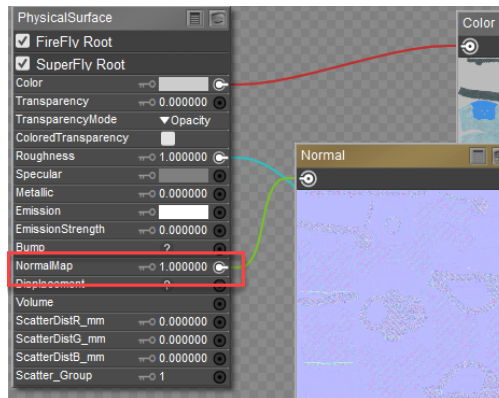 PhysicalSurface
FireFly Root
SuperFly Root
Color
Transparency 0.000000
TransparencyMode ▼Opacity
ColoredTransparency
Roughness 1.000000
Specular
Metallic 0.000000
Emission
EmissionStrength 0.000000
Bump ?
NormalMap 1.000000
Displacement ?
Volume
ScatterDistR_mm 0.000000
ScatterDistG_mm 0.000000
ScatterDistB_mm 0.000000
Scatter_Group 1
Color
Normal